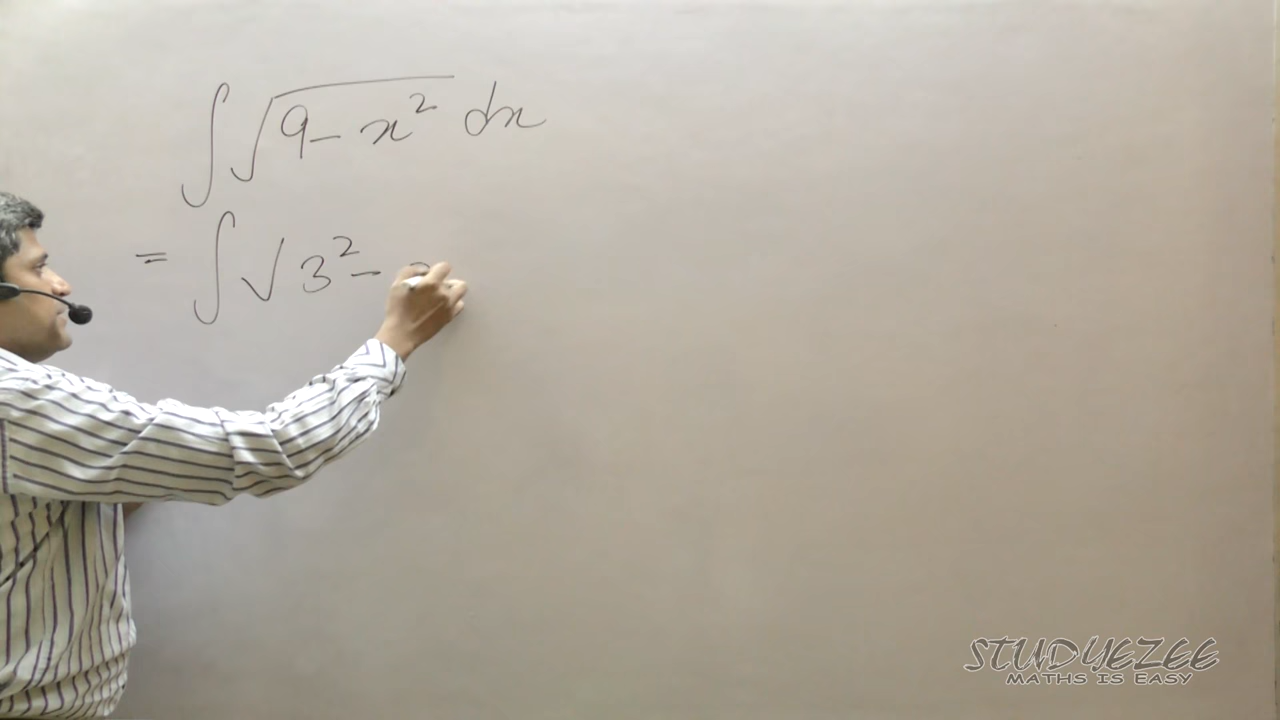 ∫√9 - x² dx
= ∫√3² -
STUDYEZEE
MATHS IS EASY